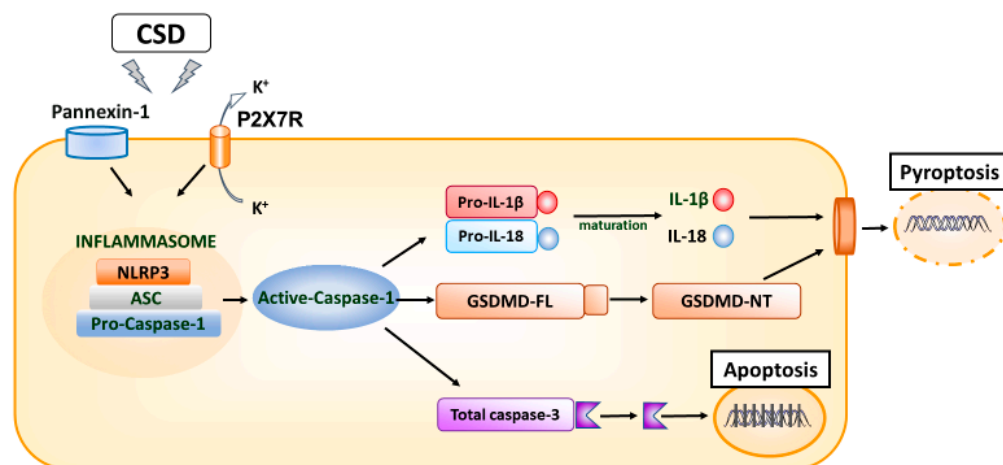 CSD
Pannexin-1
K⁺
P2X7R
K⁺
Pyroptosis
Pro-IL-1β
IL-1β
maturation
Pro-IL-18
IL-18
INFLAMMASOME
NLRP3
ASC
Pro-Caspase-1
Active-Caspase-1
GSDMD-FL
GSDMD-NT
Apoptosis
Total caspase-3